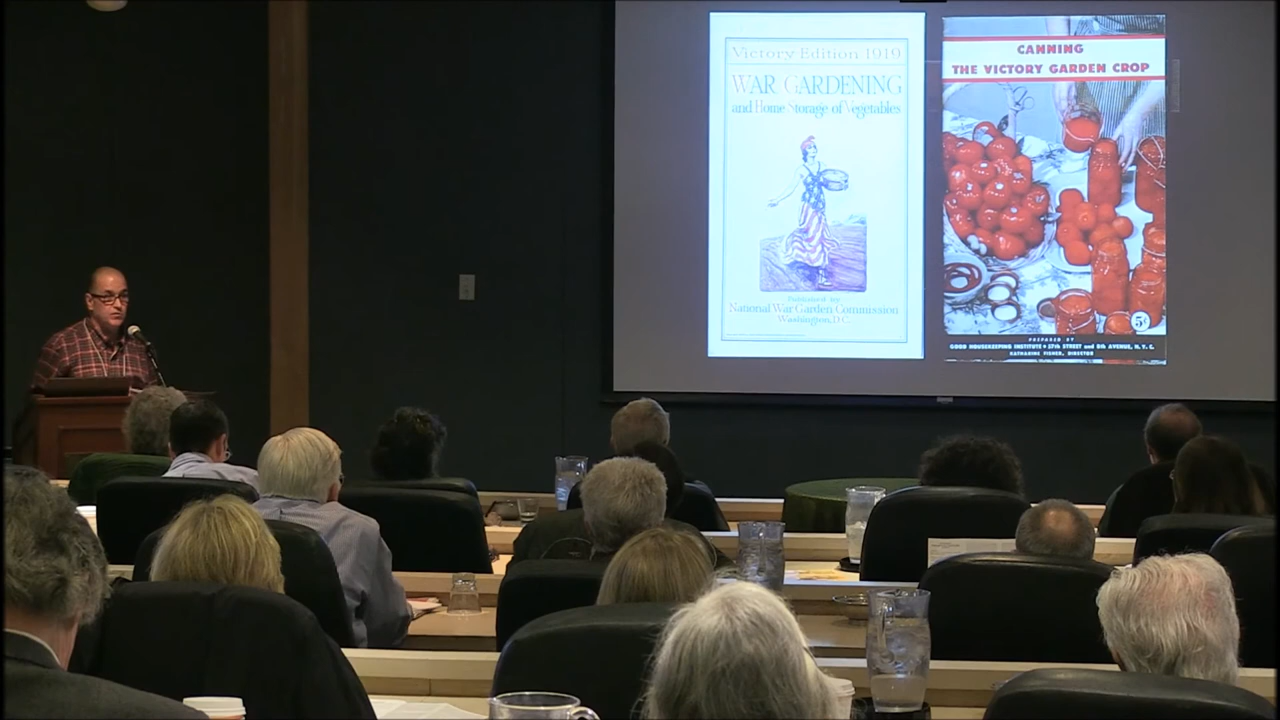 Victory Edition 1919
WAR GARDENING
and Home Storage of Vegetables
Published by
National War Garden Commission
Washington, D.C.
CANNING
THE VICTORY GARDEN CROP
5¢
PREPARED BY
GOOD HOUSEKEEPING INSTITUTE • 57th STREET and 8th AVENUE, N.Y.C.
KATHARINE FISHER, DIRECTOR